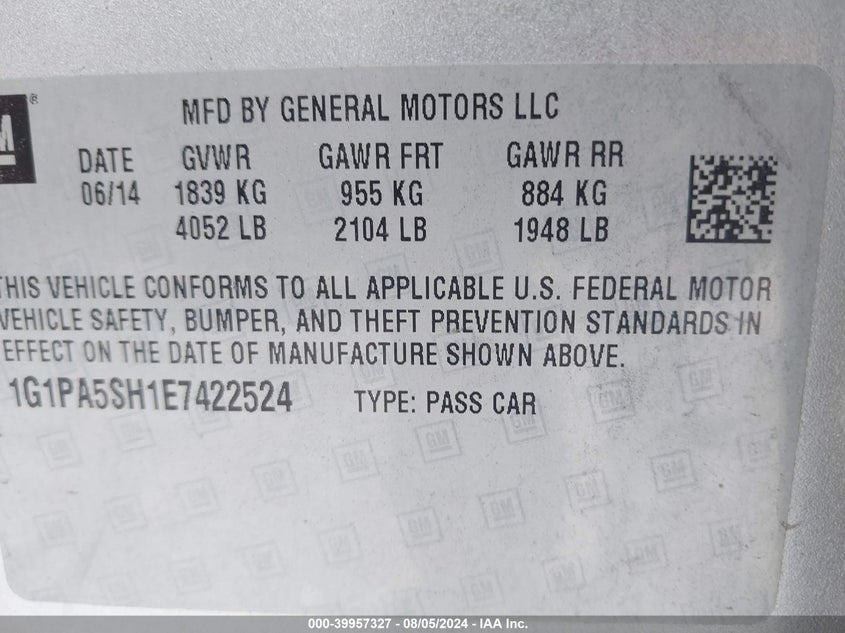 MFD BY GENERAL MOTORS LLC
DATE GVWR GAWR FRT GAWR RR
06/14 1839 KG 955 KG 884 KG
4052 LB 2104 LB 1948 LB
THIS VEHICLE CONFORMS TO ALL APPLICABLE U.S. FEDERAL MOTOR
VEHICLE SAFETY, BUMPER, AND THEFT PREVENTION STANDARDS IN
EFFECT ON THE DATE OF MANUFACTURE SHOWN ABOVE.
1G1PA5SH1E7422524 TYPE: PASS CAR
000-39957327 - 08/05/2024 - IAA Inc.